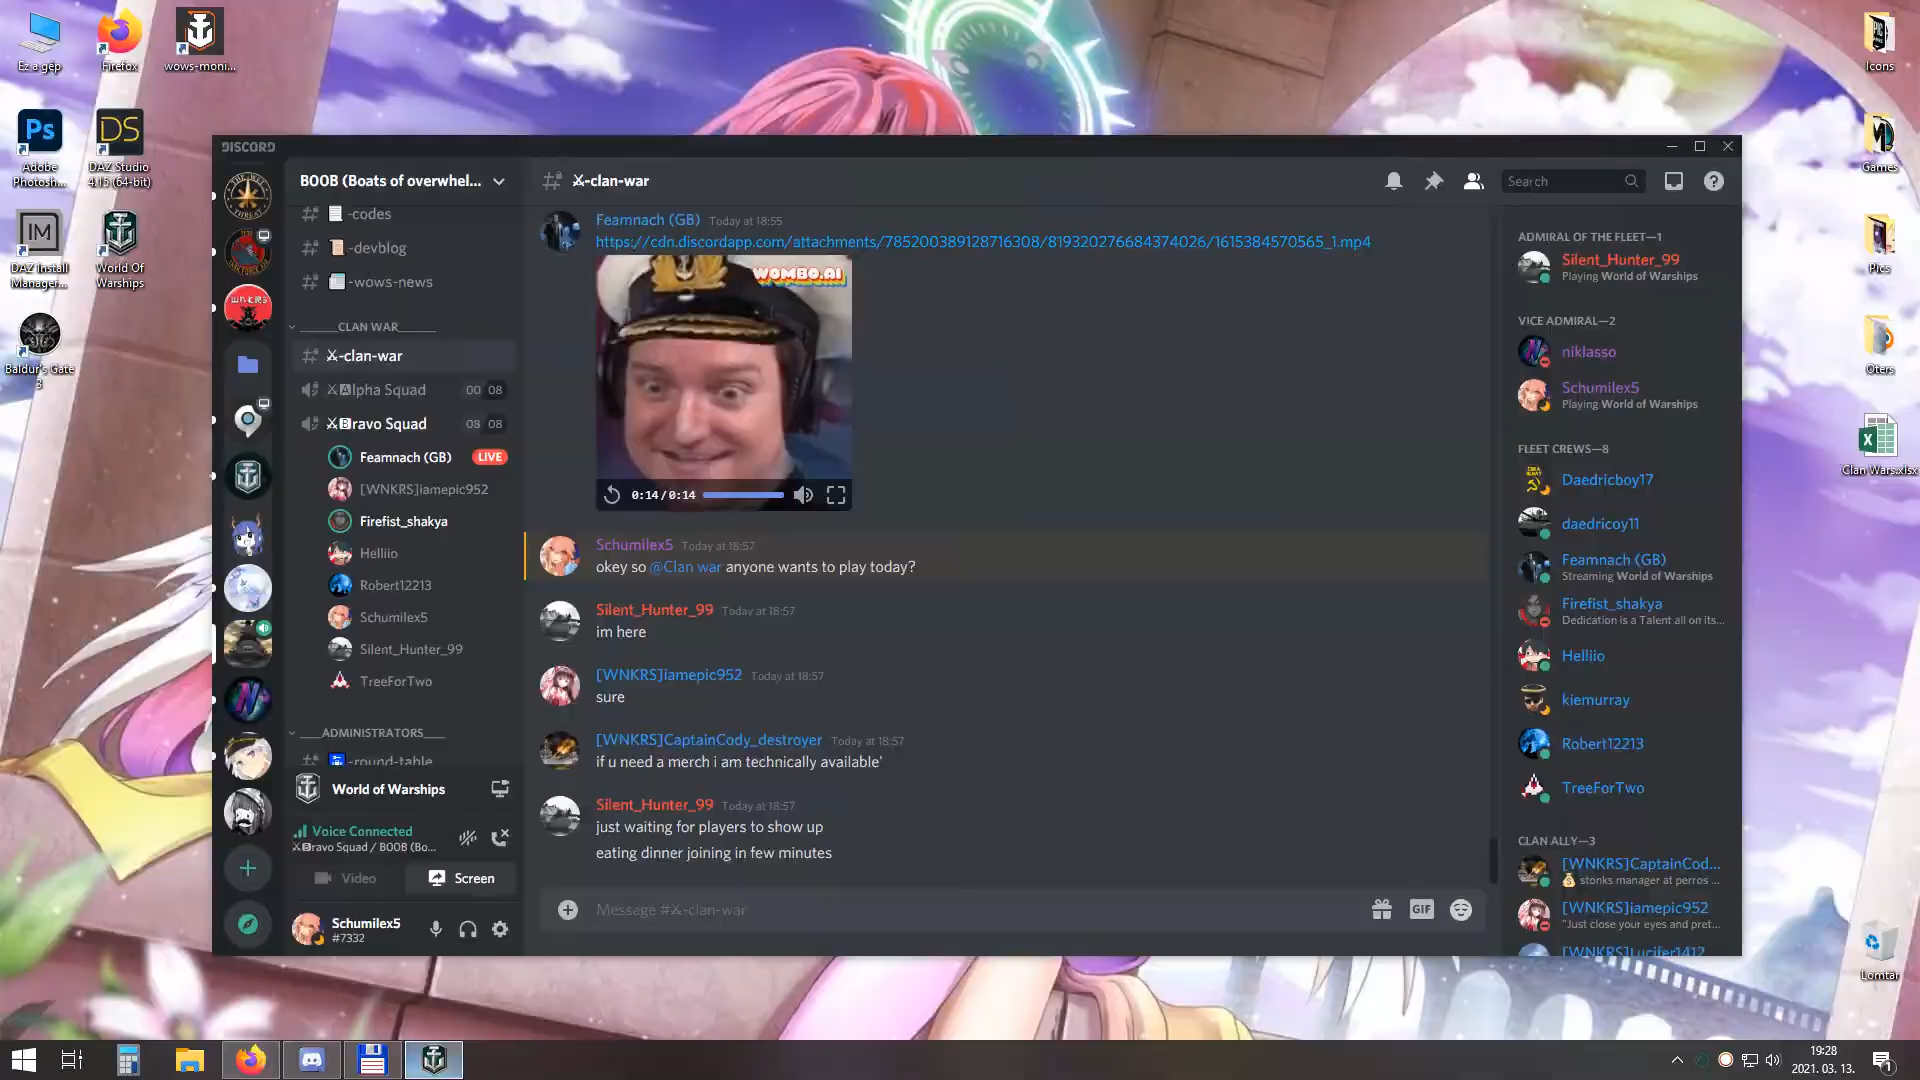 Ez a gép
Firefox
wows-moni...
Icons
Adobe Photosh...
DAZ Studio 4.15 (64-bit)
Games
DAZ Install Manager...
World Of Warships
Pics
Baldur's Gate 3
Oters
Clan Wars.xlsx
Lomtár
DISCORD
BOOB (Boats of overwhel...
-codes
-devblog
-wows-news
______CLAN WAR______
⚔-clan-war
⚔🅰lpha Squad 00 08
⚔🅱ravo Squad 08 08
Feamnach (GB) LIVE
[WNKRS]iamepic952
Firefist_shakya
Helliio
Robert12213
Schumilex5
Silent_Hunter_99
TreeForTwo
____ADMINISTRATORS____
-round-table
World of Warships
Voice Connected
⚔🅱ravo Squad / BOOB (Bo...
Video
Screen
Schumilex5
#7332
⚔-clan-war
Search
Feamnach (GB) Today at 18:55
https://cdn.discordapp.com/attachments/785200389128716308/819320276684374026/1615384570565_1.mp4
WOMBO.AI
0:14/0:14
Schumilex5 Today at 18:57
okey so @Clan war anyone wants to play today?
Silent_Hunter_99 Today at 18:57
im here
[WNKRS]iamepic952 Today at 18:57
sure
[WNKRS]CaptainCody_destroyer Today at 18:57
if u need a merch i am technically available'
Silent_Hunter_99 Today at 18:57
just waiting for players to show up
eating dinner joining in few minutes
Message #⚔-clan-war
GIF
ADMIRAL OF THE FLEET—1
Silent_Hunter_99
Playing World of Warships
VICE ADMIRAL—2
niklasso
Schumilex5
Playing World of Warships
FLEET CREWS—8
Daedricboy17
daedricoy11
Feamnach (GB)
Streaming World of Warships
Firefist_shakya
Dedication is a Talent all on its...
Helliio
kiemurray
Robert12213
TreeForTwo
CLAN ALLY—3
[WNKRS]CaptainCod...
💰 stonks manager at perros ...
[WNKRS]iamepic952
"Just close your eyes and pret...
[WNKRS]Lucifer1412
19:28
2021. 03. 13.